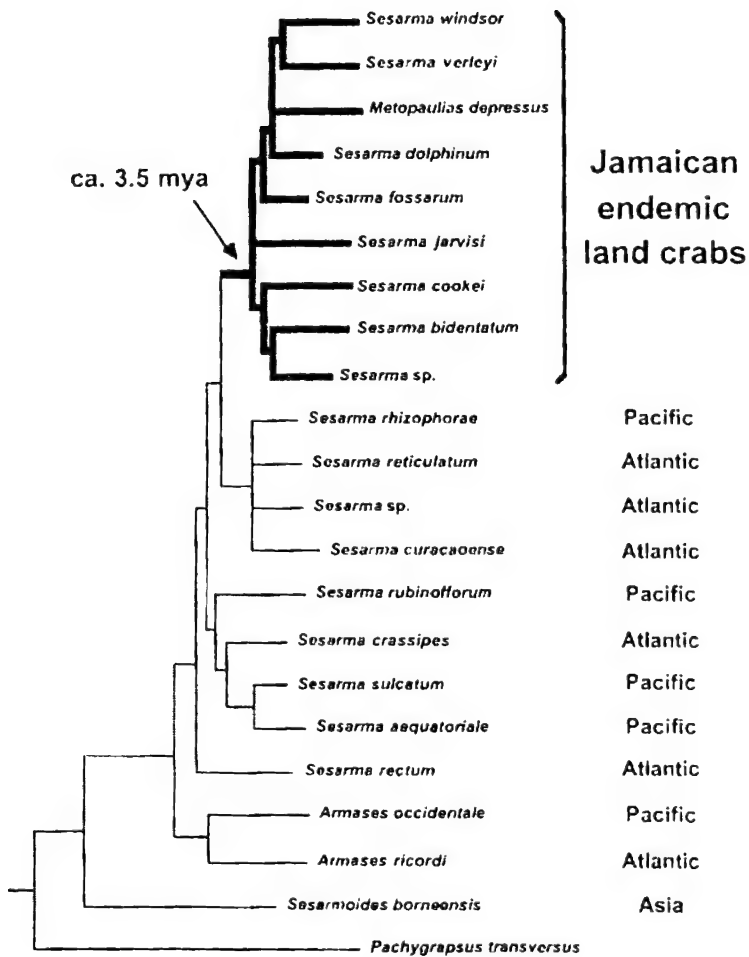 Sesarma windsor
Sesarma verleyi
Metopaulias depressus
Sesarma dolphinum
ca. 3.5 mya
Sesarma fossarum
Sesarma jarvisi
Sesarma cookei
Sesarma bidentatum
Sesarma sp.
Jamaican
endemic
land crabs
Sesarma rhizophorae Pacific
Sesarma reticulatum Atlantic
Sesarma sp. Atlantic
Sesarma curacaoense Atlantic
Sesarma rubinofforum Pacific
Sesarma crassipes Atlantic
Sesarma sulcatum Pacific
Sesarma aequatoriale Pacific
Sesarma rectum Atlantic
Armases occidentale Pacific
Armases ricordi Atlantic
Sesarmoides borneensis Asia
Pachygrapsus transversus